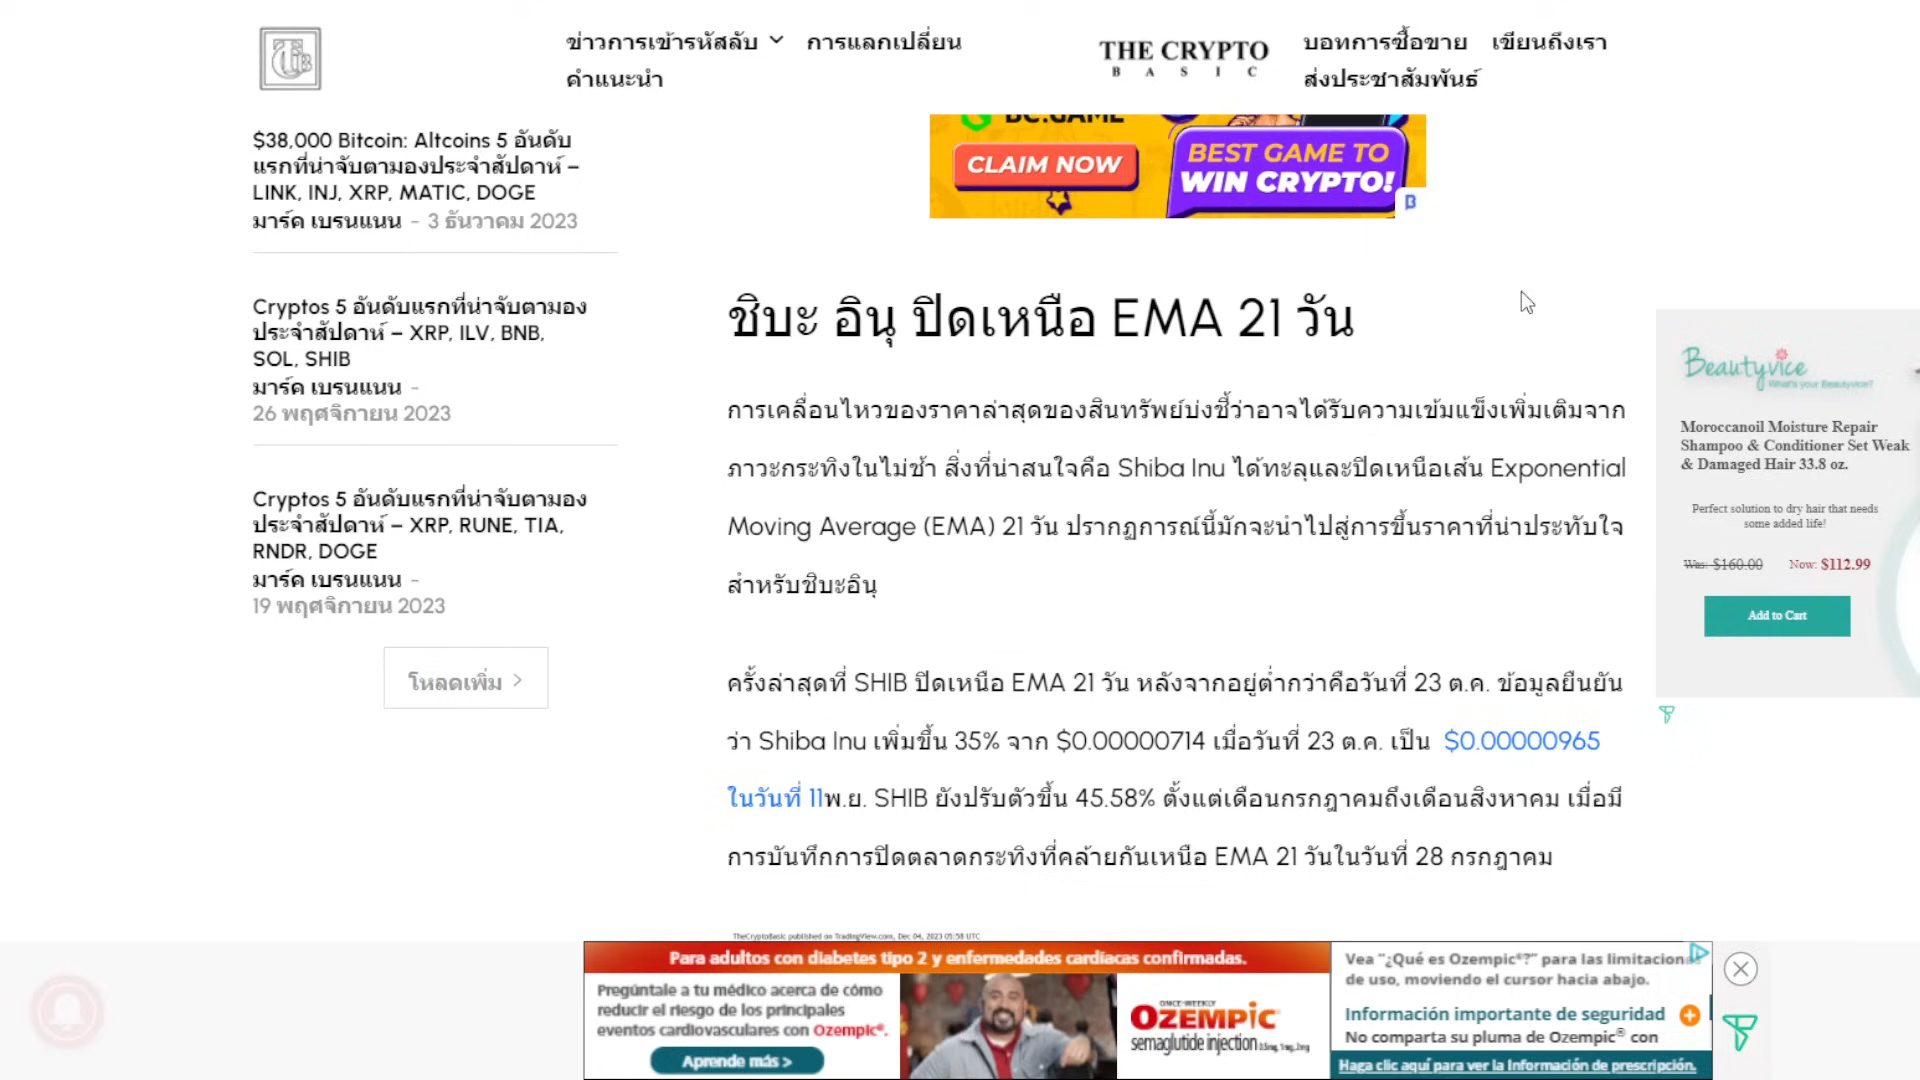 ข่าวการเข้ารหัสลับ
การแลกเปลี่ยน
คำแนะนำ
THE CRYPTO
BASIC
บอทการซื้อขาย
เขียนถึงเรา
ส่งประชาสัมพันธ์
$38,000 Bitcoin: Altcoins 5 อันดับ
แรกที่น่าจับตามองประจำสัปดาห์ –
LINK, INJ, XRP, MATIC, DOGE
มาร์ค เบรนแนน - 3 ธันวาคม 2023
Cryptos 5 อันดับแรกที่น่าจับตามอง
ประจำสัปดาห์ – XRP, ILV, BNB,
SOL, SHIB
มาร์ค เบรนแนน -
26 พฤศจิกายน 2023
Cryptos 5 อันดับแรกที่น่าจับตามอง
ประจำสัปดาห์ – XRP, RUNE, TIA,
RNDR, DOGE
มาร์ค เบรนแนน -
19 พฤศจิกายน 2023
โหลดเพิ่ม
BC.GAME
CLAIM NOW
BEST GAME TO
WIN CRYPTO!
ชิบะ อินุ ปิดเหนือ EMA 21 วัน
การเคลื่อนไหวของราคาล่าสุดของสินทรัพย์บ่งชี้ว่าอาจได้รับความเข้มแข็งเพิ่มเติมจาก
ภาวะกระทิงในไม่ช้า สิ่งที่น่าสนใจคือ Shiba Inu ได้ทะลุและปิดเหนือเส้น Exponential
Moving Average (EMA) 21 วัน ปรากฏการณ์นี้มักจะนำไปสู่การขึ้นราคาที่น่าประทับใจ
สำหรับชิบะอินุ
ครั้งล่าสุดที่ SHIB ปิดเหนือ EMA 21 วัน หลังจากอยู่ต่ำกว่าคือวันที่ 23 ต.ค. ข้อมูลยืนยัน
ว่า Shiba Inu เพิ่มขึ้น 35% จาก $0.00000714 เมื่อวันที่ 23 ต.ค. เป็น $0.00000965
ในวันที่ 11พ.ย. SHIB ยังปรับตัวขึ้น 45.58% ตั้งแต่เดือนกรกฎาคมถึงเดือนสิงหาคม เมื่อมี
การบันทึกการปิดตลาดกระทิงที่คล้ายกันเหนือ EMA 21 วันในวันที่ 28 กรกฎาคม
TheCryptoBasic published on TradingView.com, Dec 04, 2023 05:58 UTC
Beautyvice
What's your Beautyvice?
Moroccanoil Moisture Repair
Shampoo & Conditioner Set Weak
& Damaged Hair 33.8 oz.
Perfect solution to dry hair that needs
some added life!
Was: $160.00 Now: $112.99
Add to Cart
Para adultos con diabetes tipo 2 y enfermedades cardíacas confirmadas.
Pregúntale a tu médico acerca de cómo
reducir el riesgo de los principales
eventos cardiovasculares con Ozempic®.
Aprende más >
ONCE-WEEKLY
OZEMPIC
semaglutide injection
Vea "¿Qué es Ozempic®?" para las limitacion
de uso, moviendo el cursor hacia abajo.
Información importante de seguridad
No comparta su pluma de Ozempic® con
Haga clic aquí para ver la Información de prescripción.